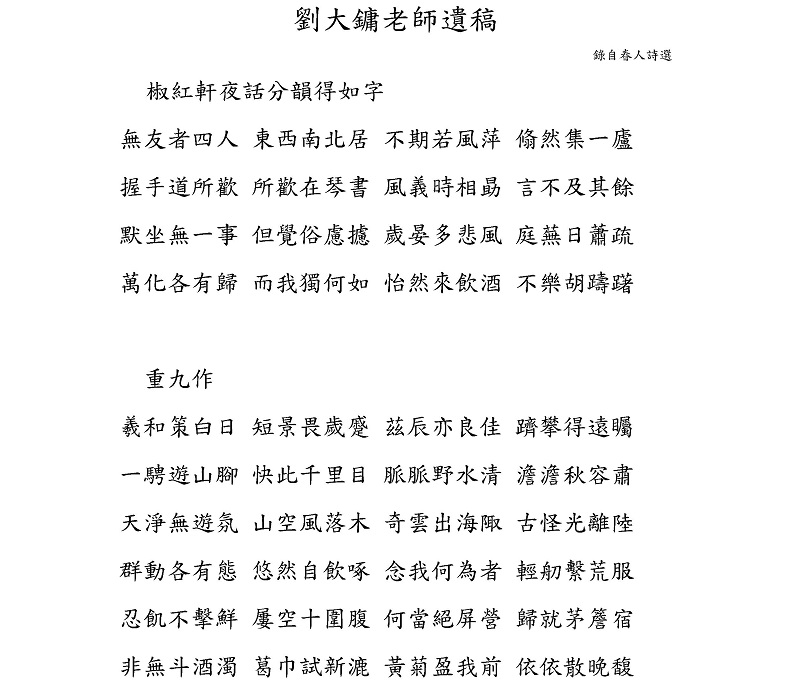 劉大鏞老師遺稿
錄自春人詩選
椒紅軒夜話分韻得如字
無友者四人 東西南北居 不期若風萍 翛然集一廬
握手道所歡 所歡在琴書 風義時相勗 言不及其餘
默坐無一事 但覺俗慮攄 歲晏多悲風 庭蕪日蕭疏
萬化各有歸 而我獨何如 怡然來飲酒 不樂胡躊躇
重九作
羲和策白日 短景畏歲蹙 茲辰亦良佳 躋攀得遠矚
一騁遊山腳 快此千里目 脈脈野水清 澹澹秋容肅
天淨無遊氛 山空風落木 奇雲出海陬 古怪光離陸
群動各有態 悠然自飲啄 念我何為者 輕舠繫荒服
忍飢不擊鮮 屢空十圍腹 何當絕屏營 歸就茅簷宿
非無斗酒濁 葛巾試新漉 黃菊盈我前 依依散晚馥